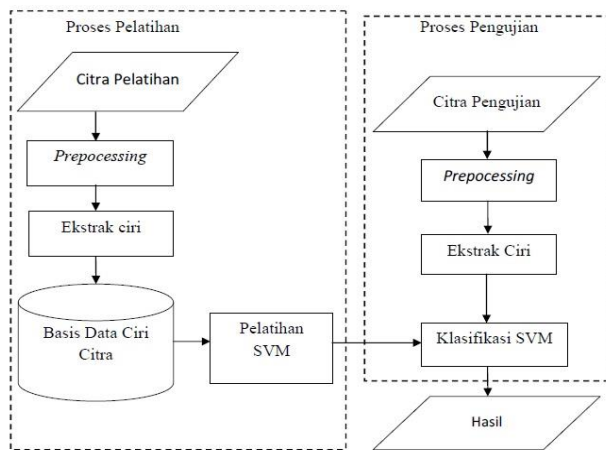 Proses Pelatihan
Citra Pelatihan
Prepocessing
Ekstrak ciri
Basis Data Ciri
Citra
Pelatihan
SVM
Proses Pengujian
Citra Pengujian
Prepocessing
Ekstrak Ciri
Klasifikasi SVM
Hasil